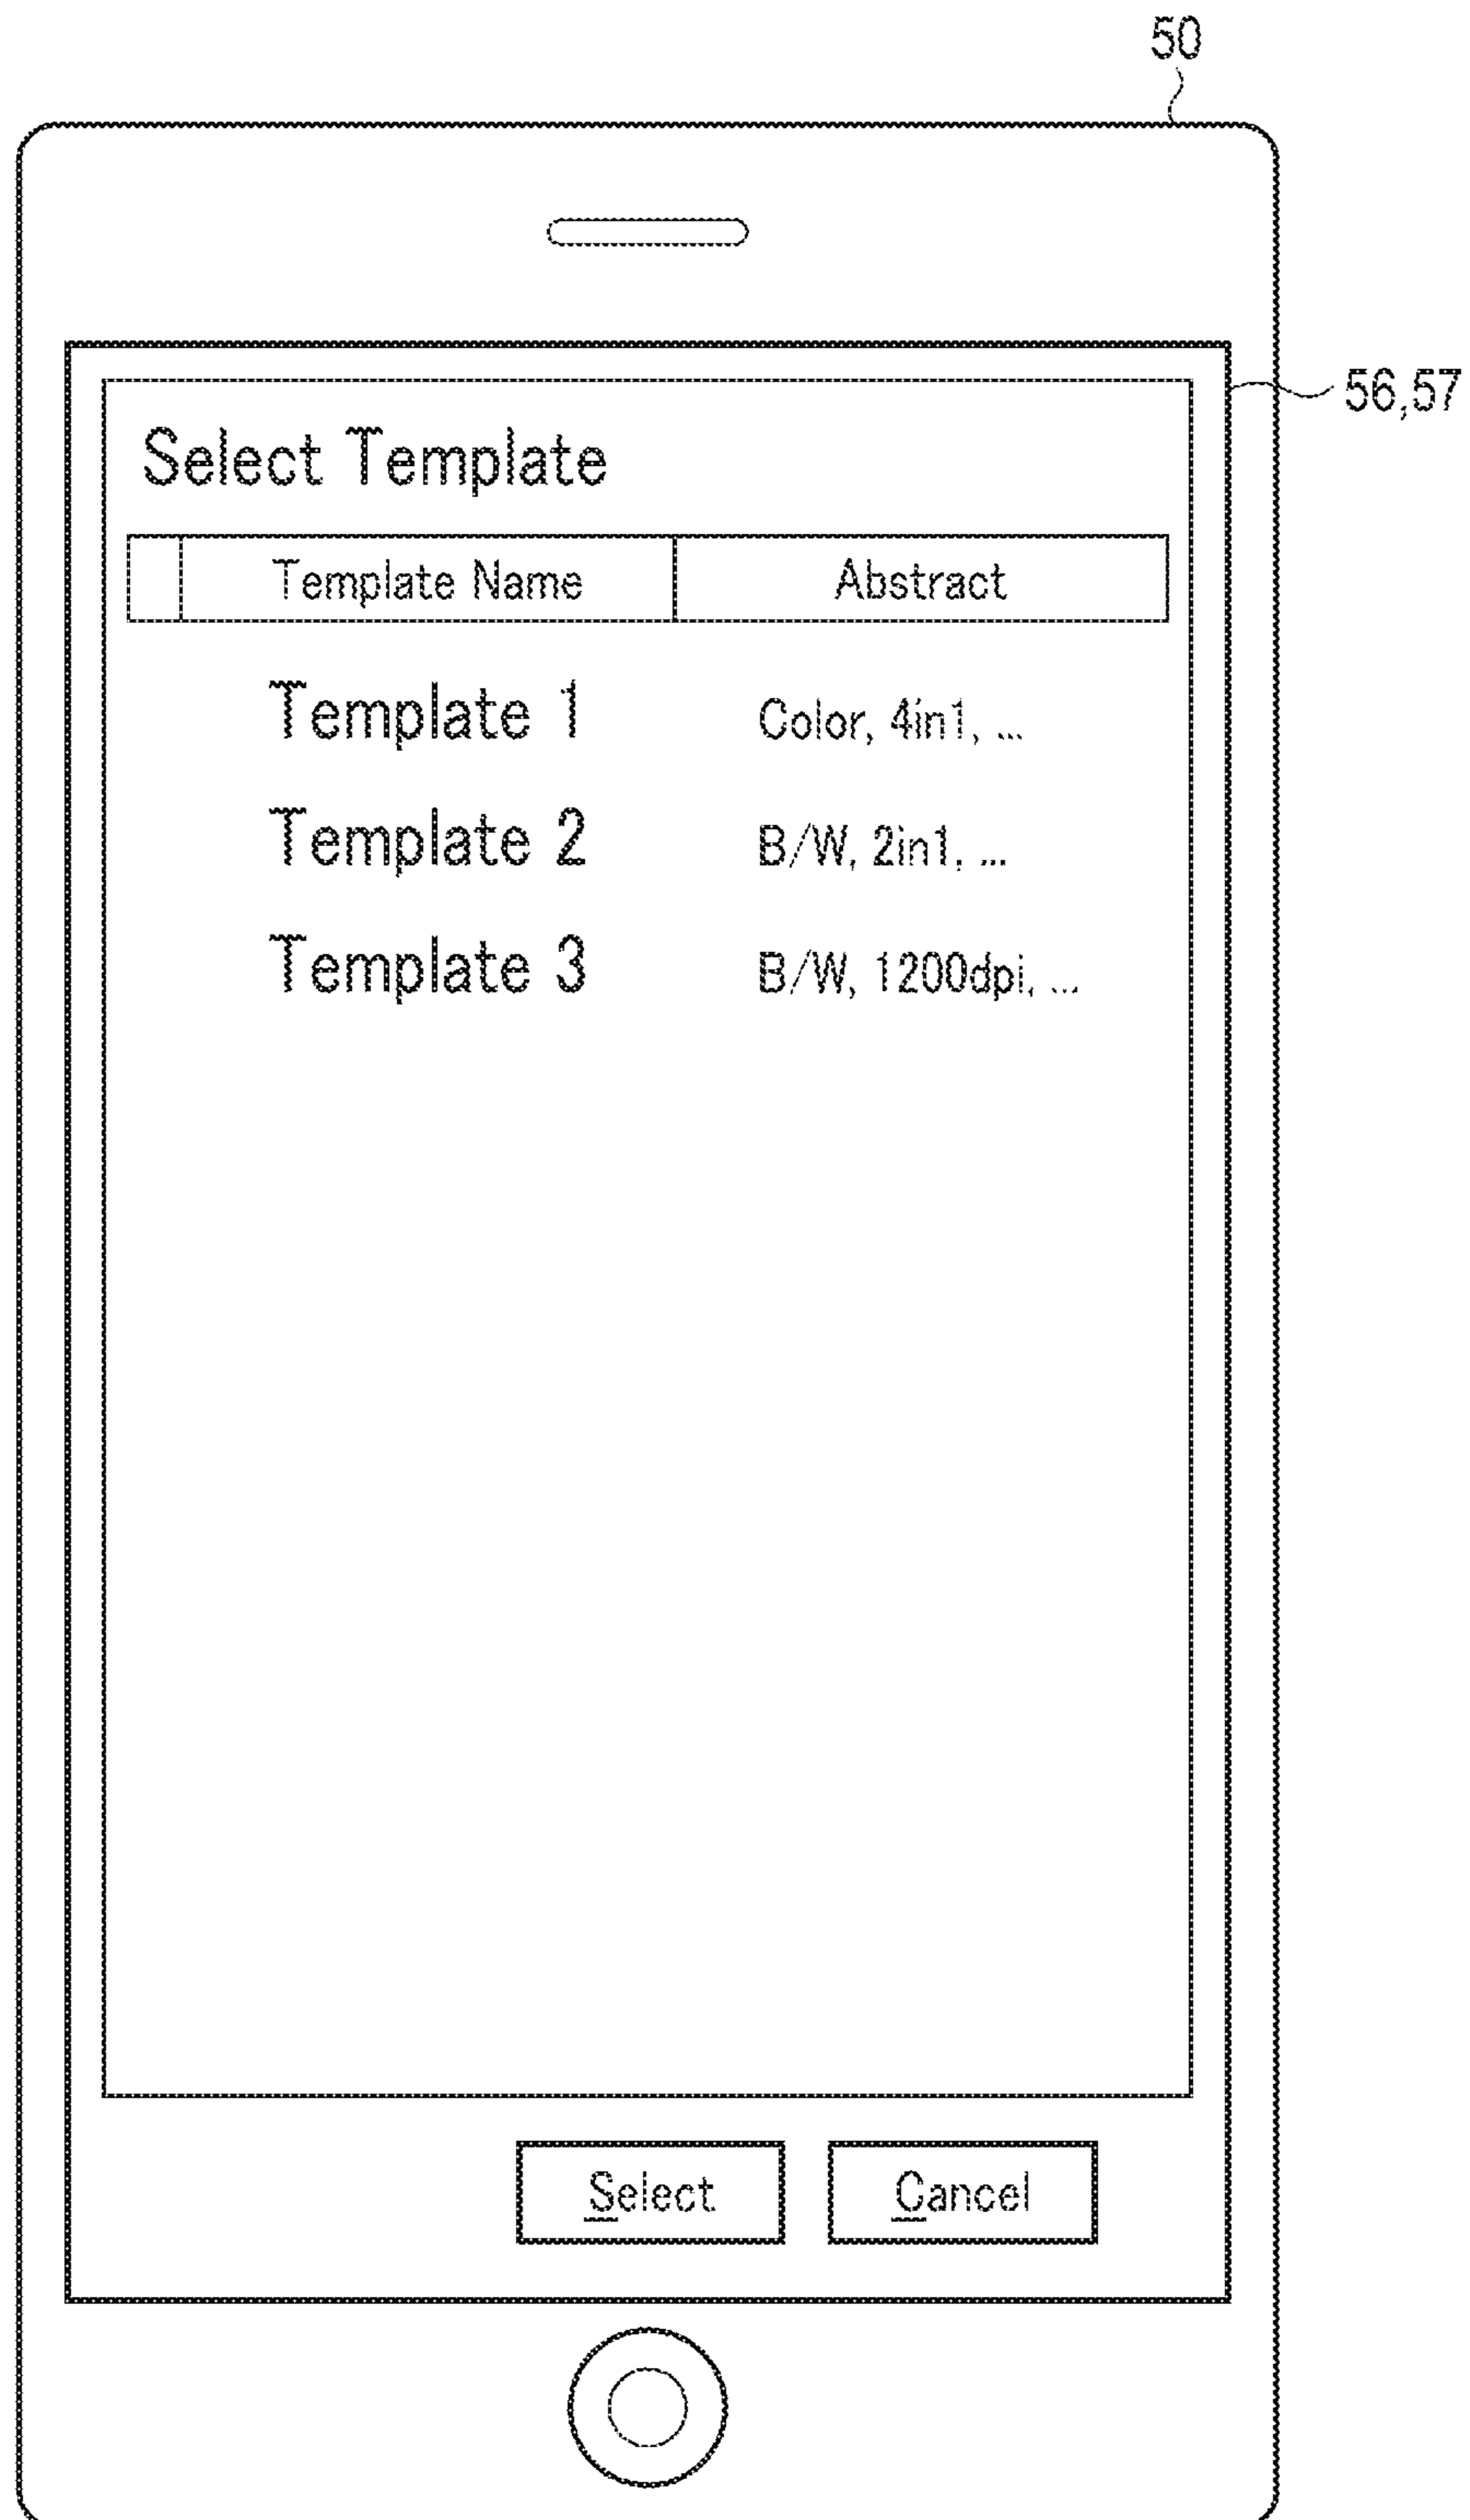 50
56,57
Select Template
Template Name Abstract
Template 1 Color, 4in1, ...
Template 2 B/W, 2in1, ...
Template 3 B/W, 1200dpi, ...
Select Cancel